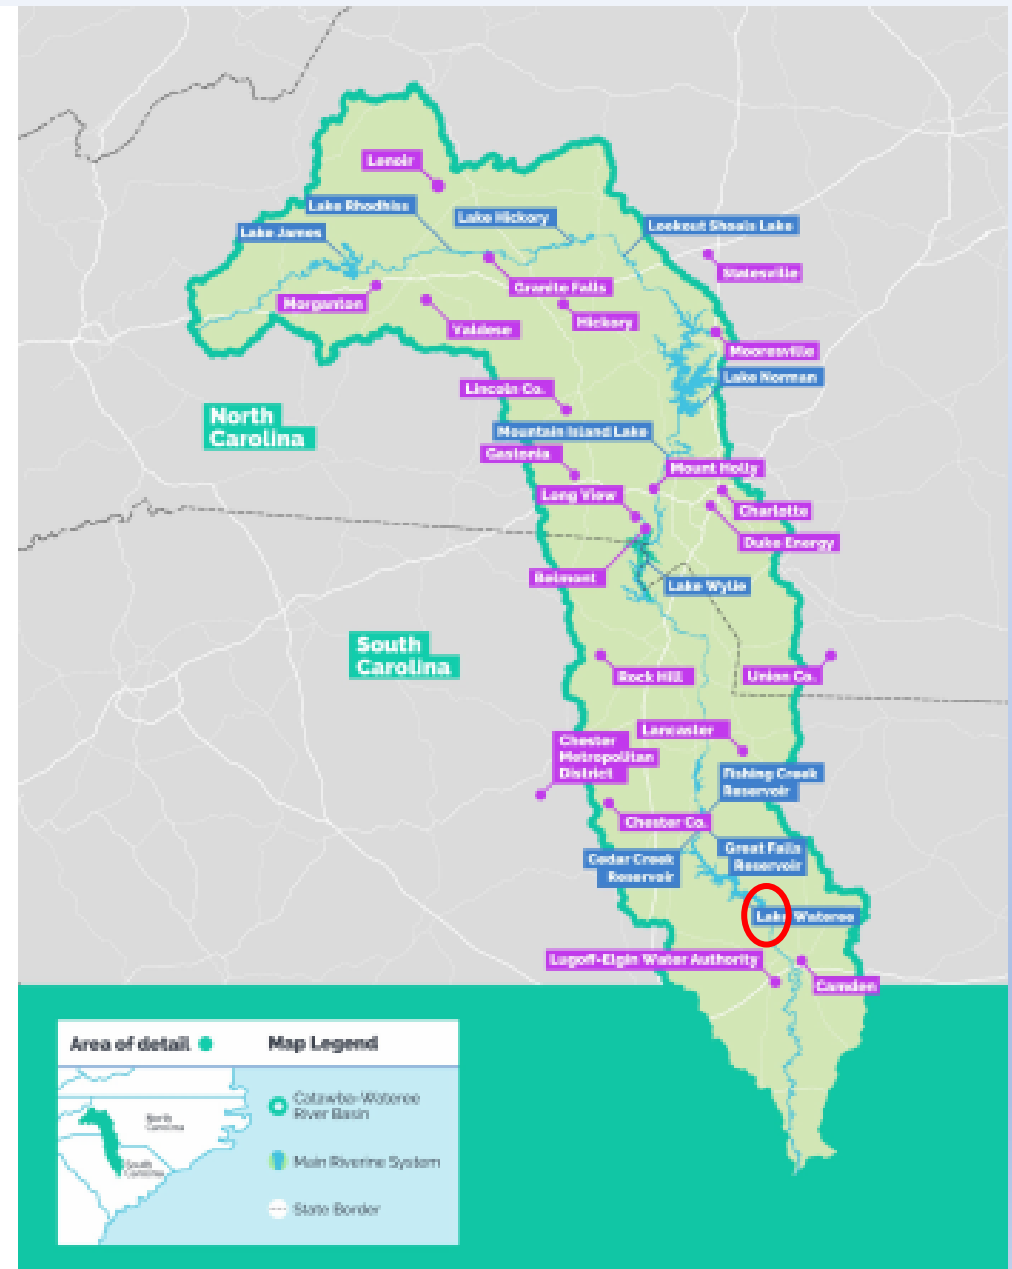 Lenoir
Lake Rhodhiss
Lake Hickory
Lookout Shoals Lake
Lake James
Statesville
Granite Falls
Morganton
Hickory
Valdese
Mooresville
Lake Norman
Lincoln Co.
North
Carolina
Mountain Island Lake
Gastonia
Mount Holly
Long View
Charlotte
Duke Energy
Belmont
Lake Wylie
South
Carolina
Rock Hill
Union Co.
Lancaster
Chester
Metropolitan
District
Fishing Creek
Reservoir
Chester Co.
Great Falls
Reservoir
Cedar Creek
Reservoir
Lake Wateree
Lugoff-Elgin Water Authority
Camden
Area of detail
Map Legend
Catawba-Wateree
River Basin
North
Carolina
Main Riverine System
South
Carolina
State Border